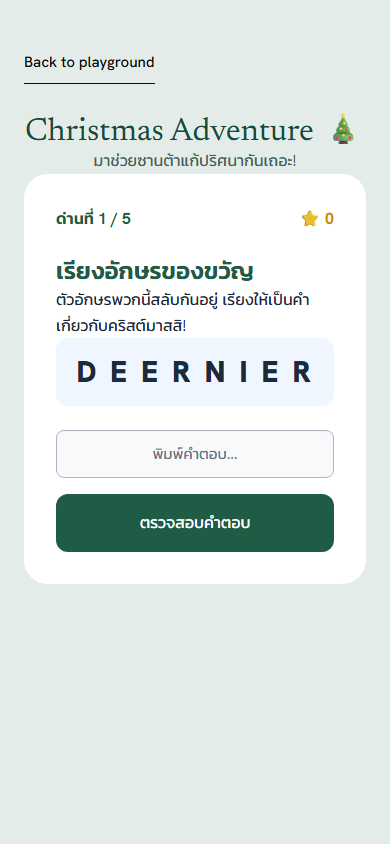 Back to playground
Christmas Adventure 🎄
มาช่วยซานต้าแก้ปริศนากันเถอะ!
ด่านที่ 1 / 5
⭐ 0
เรียงอักษรของขวัญ
ตัวอักษรพวกนี้สลับกันอยู่ เรียงให้เป็นคำ
เกี่ยวกับคริสต์มาสสิ!
D E E R N I E R
พิมพ์คำตอบ...
ตรวจสอบคำตอบ